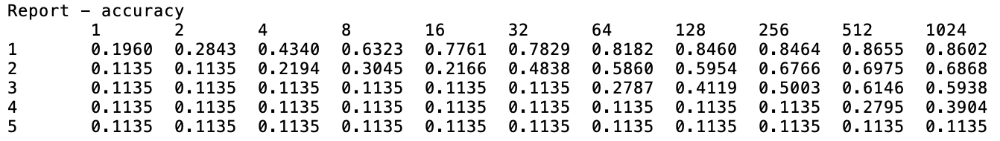 Report - accuracy
1 2 4 8 16 32 64 128 256 512 1024
1 0.1960 0.2843 0.4340 0.6323 0.7761 0.7829 0.8182 0.8460 0.8464 0.8655 0.8602
2 0.1135 0.1135 0.2194 0.3045 0.2166 0.4838 0.5860 0.5954 0.6766 0.6975 0.6868
3 0.1135 0.1135 0.1135 0.1135 0.1135 0.1135 0.2787 0.4119 0.5003 0.6146 0.5938
4 0.1135 0.1135 0.1135 0.1135 0.1135 0.1135 0.1135 0.1135 0.1135 0.2795 0.3904
5 0.1135 0.1135 0.1135 0.1135 0.1135 0.1135 0.1135 0.1135 0.1135 0.1135 0.1135